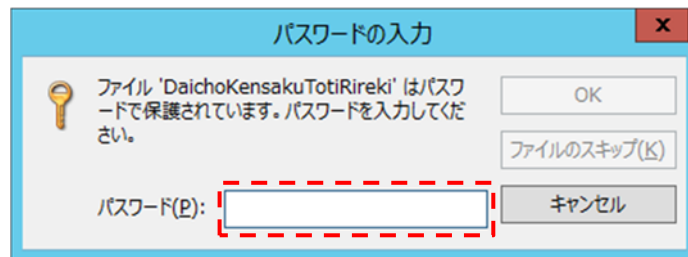 パスワードの入力
x
ファイル 'DaichoKensakuTotiRireki' はパスワ
ードで保護されています。パスワードを入力してくだ
さい。
OK
ファイルのスキップ(K)
パスワード(P):
キャンセル